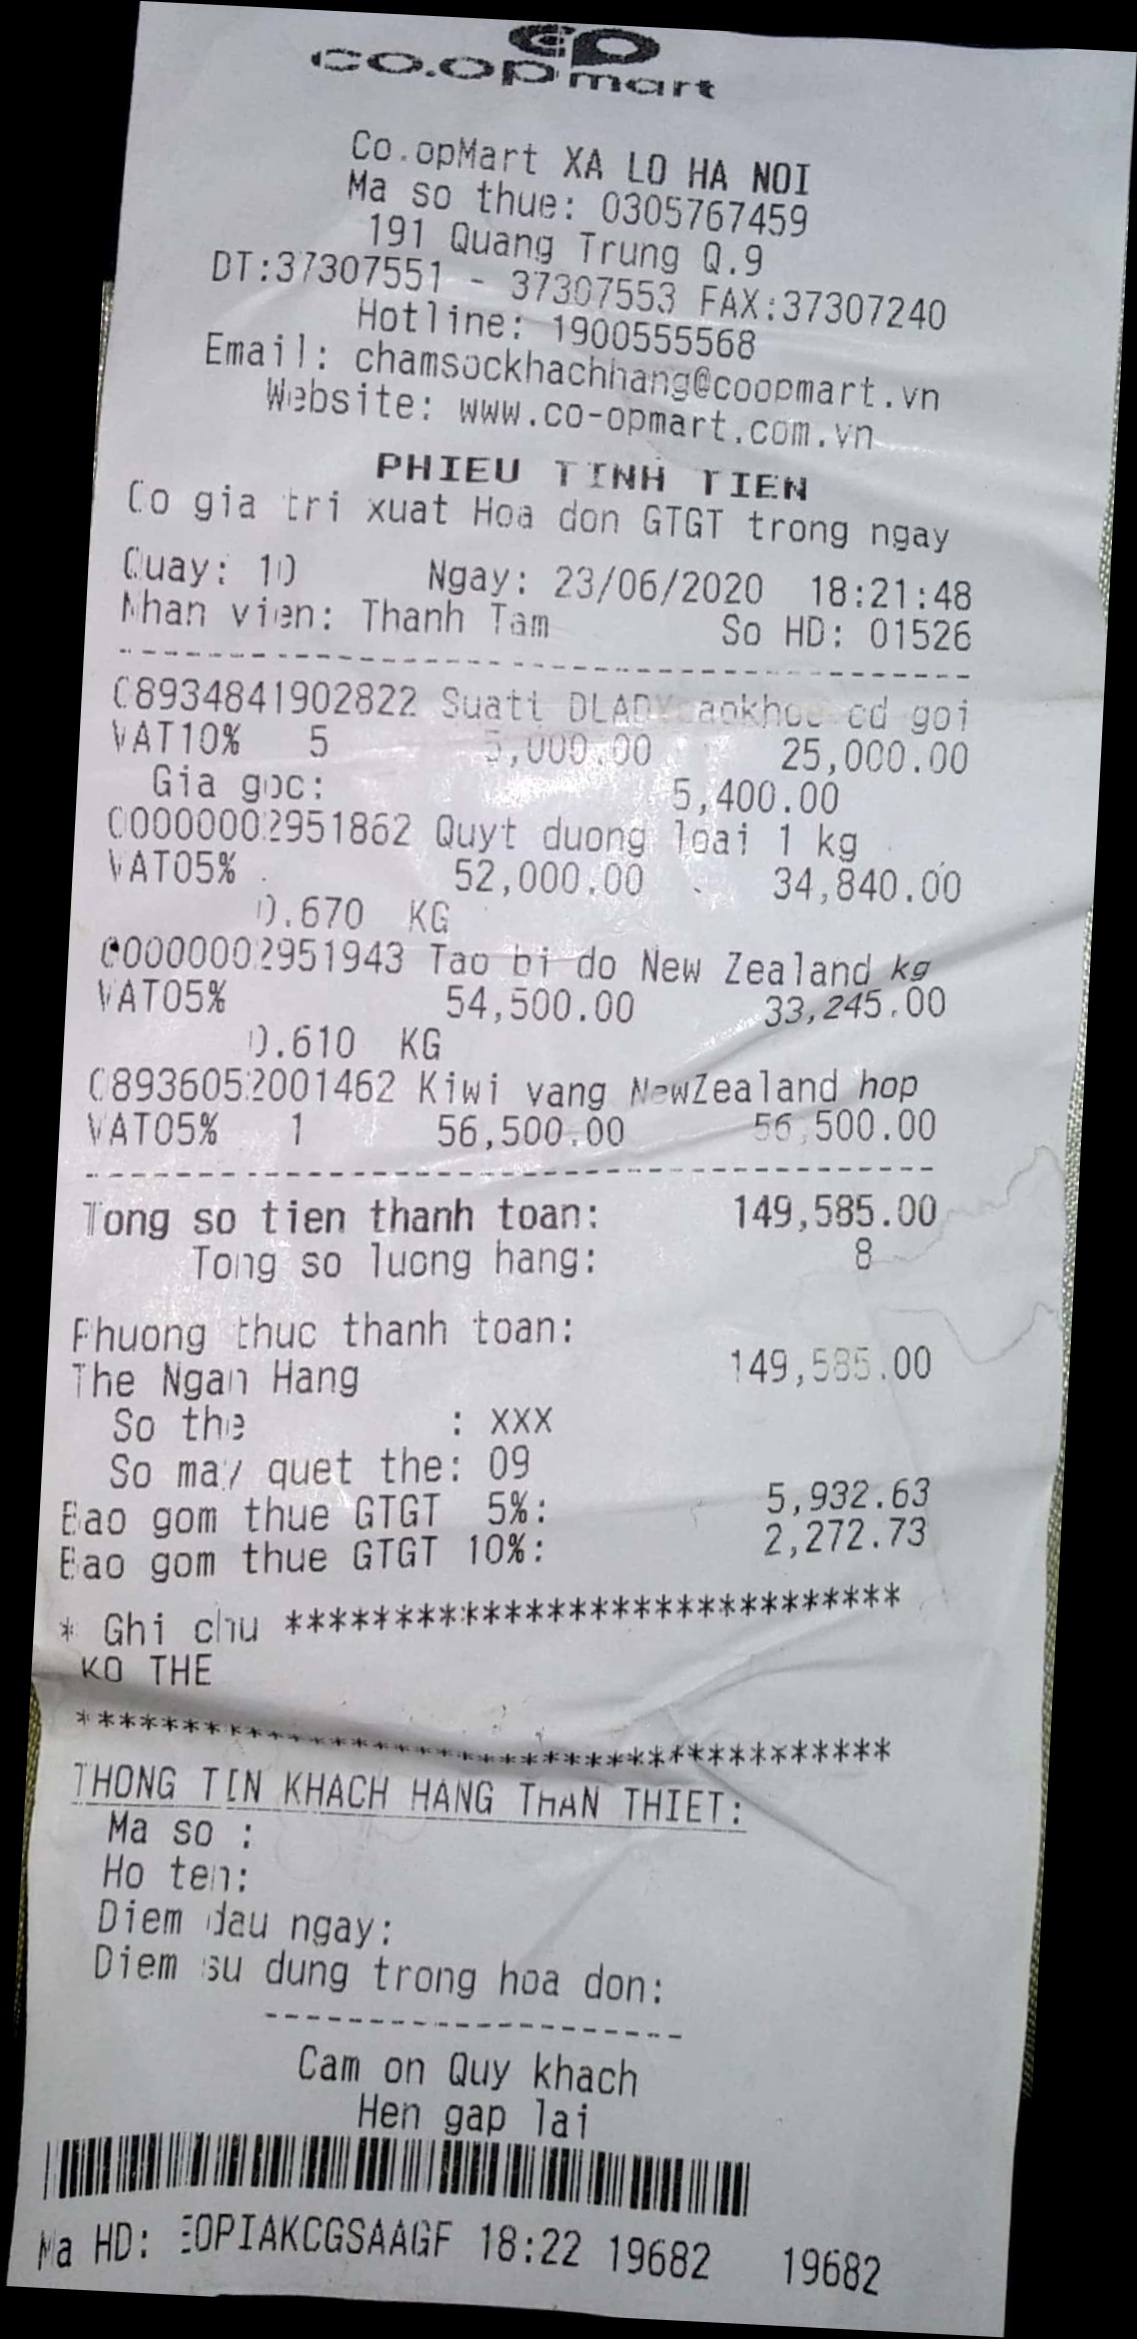 co.opmart
Co.opMart XA LO HA NOI
Ma so thue: 0305767459
191 Quang Trung Q.9
DT:37307551 - 37307553 FAX:37307240
Hotline: 1900555568
Email: chamsockhachhang@coopmart.vn
Website: www.co-opmart.com.vn
PHIEU TINH TIEN
Co gia tri xuat Hoa don GTGT trong ngay
Quay: 10 Ngay: 23/06/2020 18:21:48
Nhan vien: Thanh Tam So HD: 01526
08934841902822 cd goi
VAT10% 5 5,000.00 25,000.00
Gia goc: 5,400.00
00000002951862 Quyt duong loai 1 kg
VAT05% 52,000.00 34,840.00
0.670 KG
00000002951943 Tao bi do New Zealand kg
VAT05% 54,500.00 33,245.00
0.610 KG
08936052001462 Kiwi vang NewZealand hop
VAT05% 1 56,500.00 56,500.00
Tong so tien thanh toan: 149,585.00
Tong so luong hang: 8
Phuong thuc thanh toan:
The Ngan Hang 149,585.00
So the : XXX
So may quet the: 09
Bao gom thue GTGT 5%: 5,932.63
Bao gom thue GTGT 10%: 2,272.73
* Ghi chu *****************************
KO THE
***************************************
THONG TIN KHACH HANG THAN THIET:
Ma so :
Ho ten:
Diem dau ngay:
Diem su dung trong hoa don:
Cam on Quy khach
Hen gap lai
Ma HD: EOPIAKCGSAAGF 18:22 19682 19682